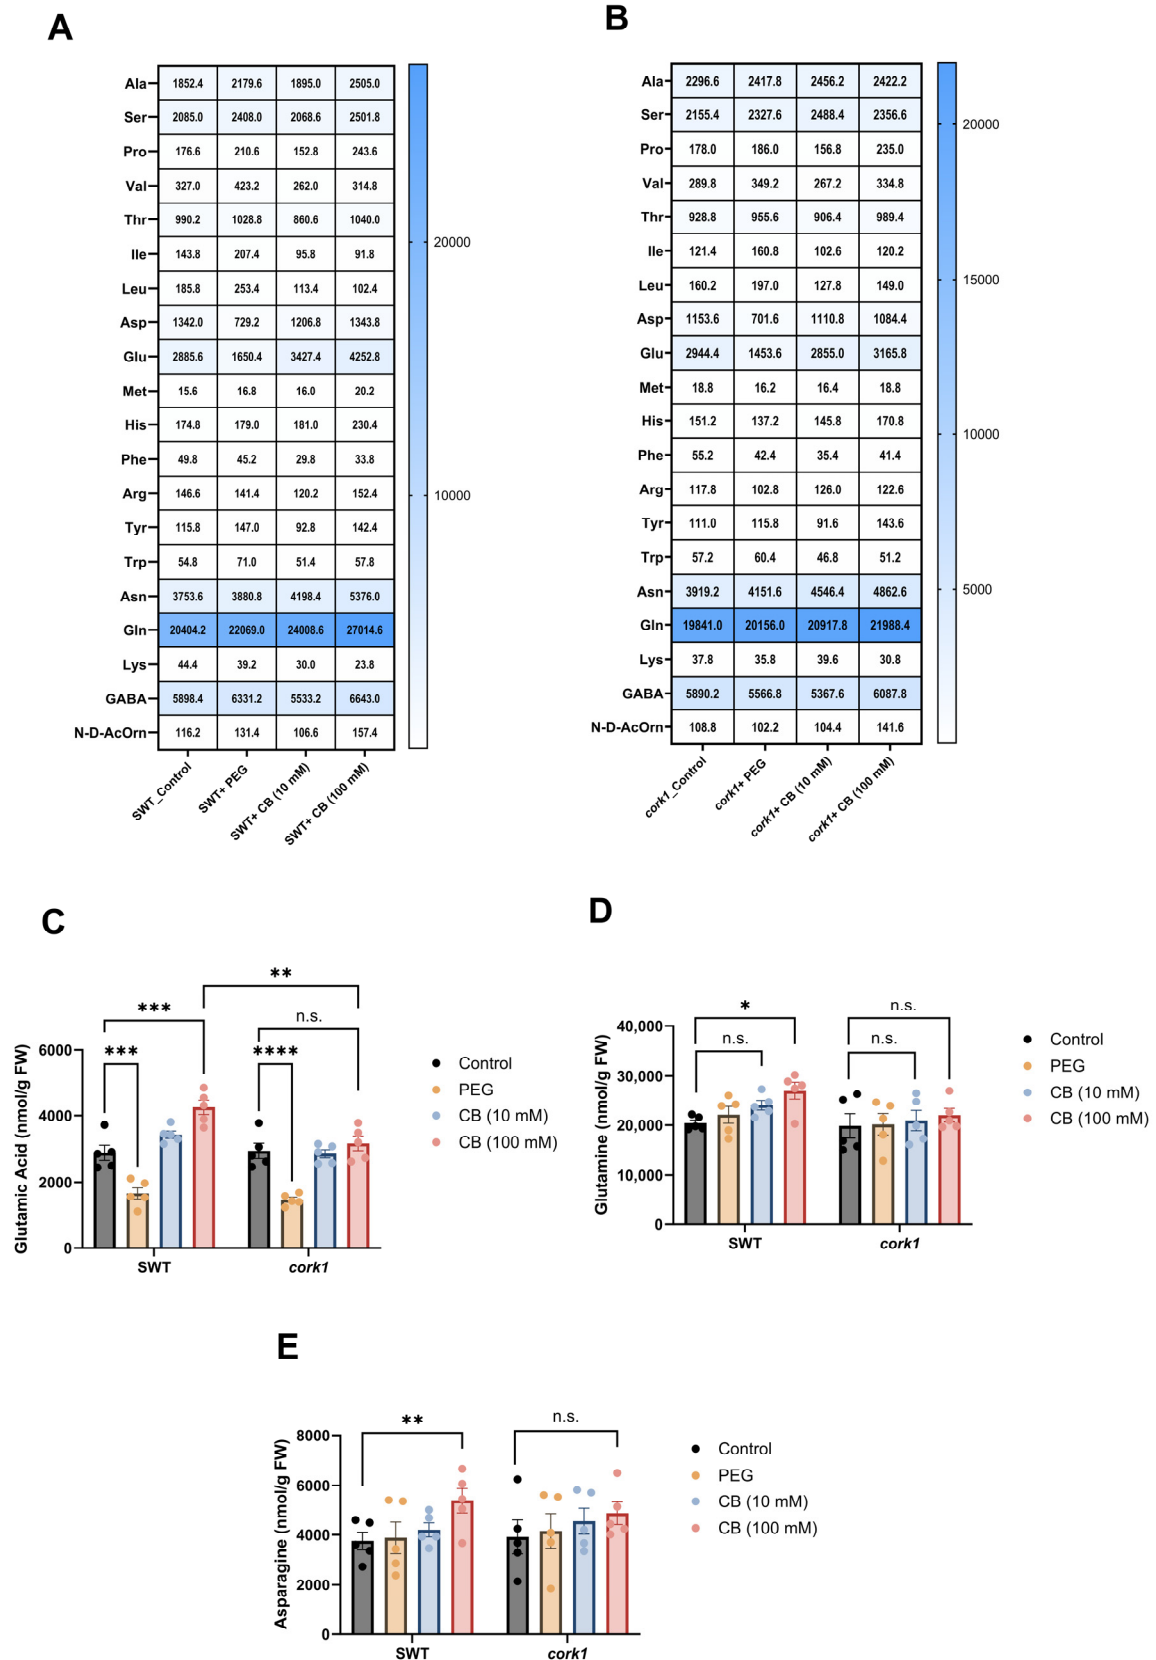 A
Ala 1852.4 2179.6 1895.0 2505.0
Ser 2085.0 2408.0 2068.6 2501.8
Pro 176.6 210.6 152.8 243.6
Val 327.0 423.2 262.0 314.8
Thr 990.2 1028.8 860.6 1040.0
Ile 143.8 207.4 95.8 91.8
Leu 185.8 253.4 113.4 102.4
Asp 1342.0 729.2 1206.8 1343.8
Glu 2885.6 1650.4 3427.4 4252.8
Met 15.6 16.8 16.0 20.2
His 174.8 179.0 181.0 230.4
Phe 49.8 45.2 29.8 33.8
Arg 146.6 141.4 120.2 152.4
Tyr 115.8 147.0 92.8 142.4
Trp 54.8 71.0 51.4 57.8
Asn 3753.6 3880.8 4198.4 5376.0
Gln 20404.2 22069.0 24008.6 27014.6
Lys 44.4 39.2 30.0 23.8
GABA 5898.4 6331.2 5533.2 6643.0
N-D-AcOrn 116.2 131.4 106.6 157.4
SWT_Control
SWT+ PEG
SWT+ CB (10 mM)
SWT+ CB (100 mM)
20000
10000
B
Ala 2296.6 2417.8 2456.2 2422.2
Ser 2155.4 2327.6 2488.4 2356.6
Pro 178.0 186.0 156.8 235.0
Val 289.8 349.2 267.2 334.8
Thr 928.8 955.6 906.4 989.4
Ile 121.4 160.8 102.6 120.2
Leu 160.2 197.0 127.8 149.0
Asp 1153.6 701.6 1110.8 1084.4
Glu 2944.4 1453.6 2855.0 3165.8
Met 18.8 16.2 16.4 18.8
His 151.2 137.2 145.8 170.8
Phe 55.2 42.4 35.4 41.4
Arg 117.8 102.8 126.0 122.6
Tyr 111.0 115.8 91.6 143.6
Trp 57.2 60.4 46.8 51.2
Asn 3919.2 4151.6 4546.4 4862.6
Gln 19841.0 20156.0 20917.8 21988.4
Lys 37.8 35.8 39.6 30.8
GABA 5890.2 5566.8 5367.6 6087.8
N-D-AcOrn 108.8 102.2 104.4 141.6
cork1_Control
cork1+ PEG
cork1+ CB (10 mM)
cork1+ CB (100 mM)
20000
15000
10000
5000
C
**
*** n.s.
*** ****
Glutamic Acid (nmol/g FW)
6000
4000
2000
0
SWT cork1
Control
PEG
CB (10 mM)
CB (100 mM)
D
* n.s.
n.s. n.s.
Glutamine (nmol/g FW)
40,000
30,000
20,000
10,000
0
SWT cork1
Control
PEG
CB (10 mM)
CB (100 mM)
E
** n.s.
Asparagine (nmol/g FW)
8000
6000
4000
2000
0
SWT cork1
Control
PEG
CB (10 mM)
CB (100 mM)